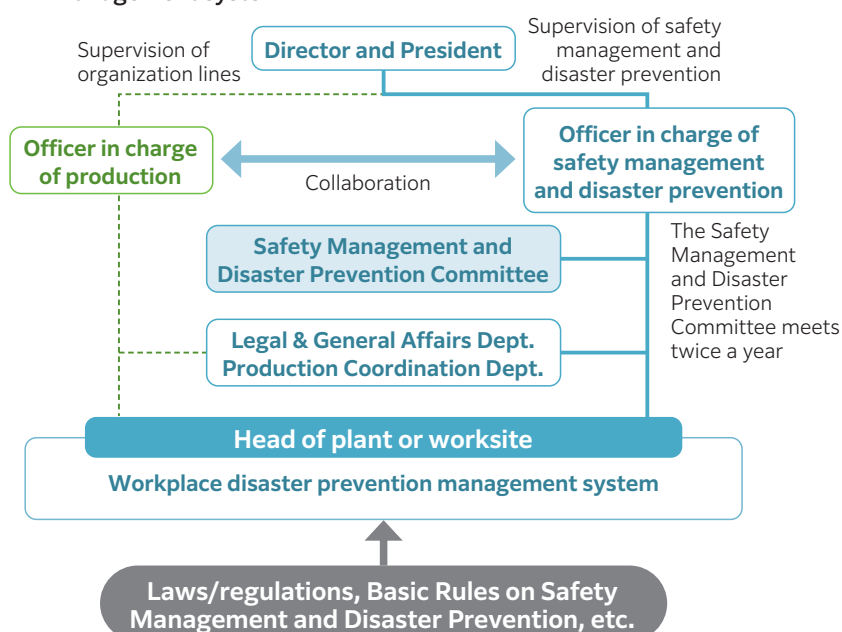 Supervision of
organization lines
Director and President
Supervision of safety
management and
disaster prevention
Officer in charge
of production
Collaboration
Officer in charge of
safety management
and disaster prevention
Safety Management and
Disaster Prevention Committee
The Safety
Management
and Disaster
Prevention
Committee meets
twice a year
Legal & General Affairs Dept.
Production Coordination Dept.
Head of plant or worksite
Workplace disaster prevention management system
Laws/regulations, Basic Rules on Safety
Management and Disaster Prevention, etc.